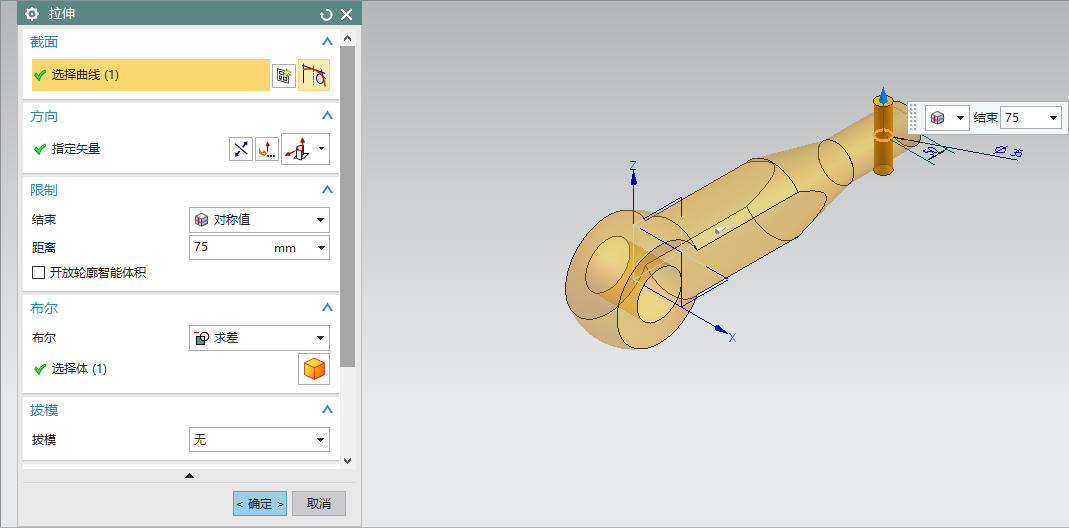 拉伸
截面
选择曲线 (1)
方向
指定矢量
限制
结束 对称值
距离 75 mm
开放轮廓智能体积
布尔
布尔 求差
选择体 (1)
拔模
拔模 无
< 确定 > 取消
结束 75
Z
X